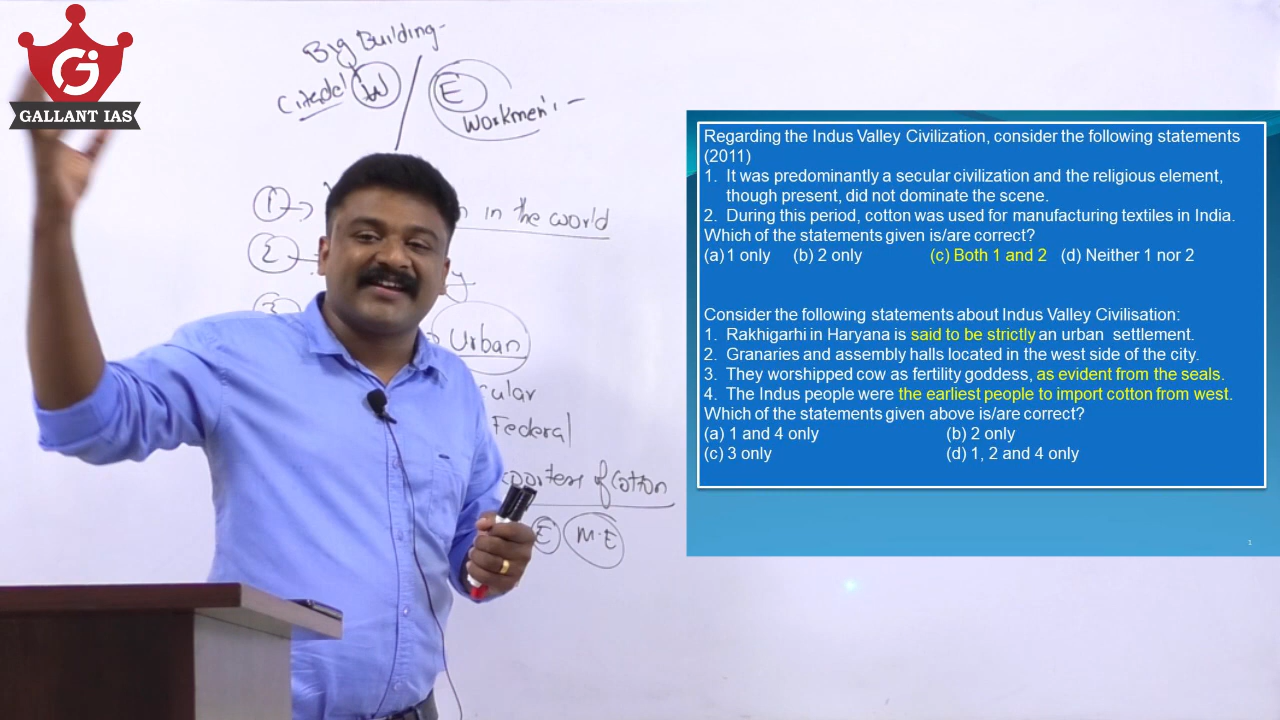 GALLANT IAS
Big Building-
Citadel W / E
Workmen
1 → in the world
2
Urban
cular
Federal
porters of Cotton
E M.E
Regarding the Indus Valley Civilization, consider the following statements
(2011)
1. It was predominantly a secular civilization and the religious element,
though present, did not dominate the scene.
2. During this period, cotton was used for manufacturing textiles in India.
Which of the statements given is/are correct?
(a) 1 only (b) 2 only (c) Both 1 and 2 (d) Neither 1 nor 2
Consider the following statements about Indus Valley Civilisation:
1. Rakhigarhi in Haryana is said to be strictly an urban settlement.
2. Granaries and assembly halls located in the west side of the city.
3. They worshipped cow as fertility goddess, as evident from the seals.
4. The Indus people were the earliest people to import cotton from west.
Which of the statements given above is/are correct?
(a) 1 and 4 only (b) 2 only
(c) 3 only (d) 1, 2 and 4 only
1